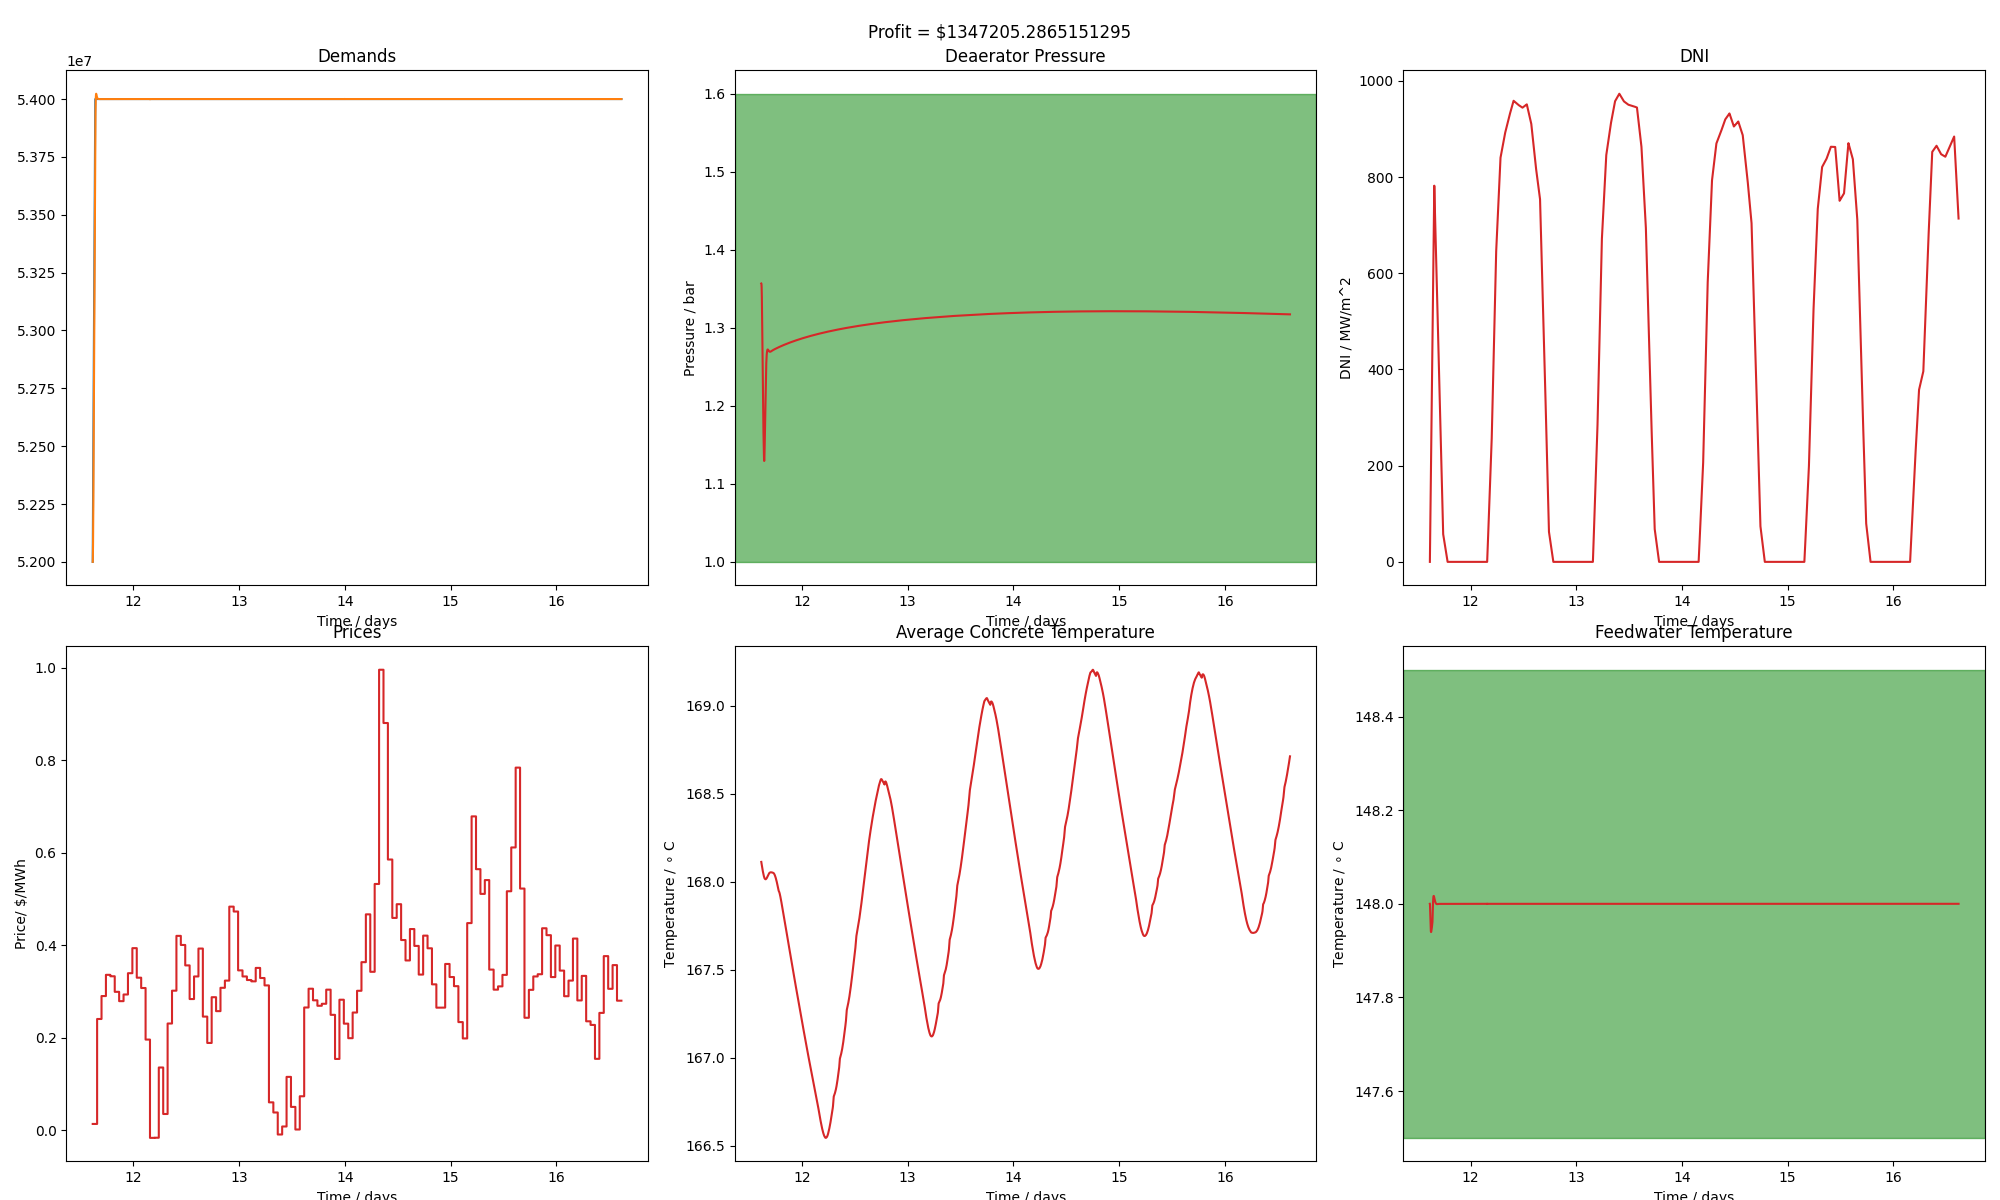 Profit = $1347205.2865151295
Demands
1e7
5.400
5.375
5.350
5.325
5.300
5.275
5.250
5.225
5.200
12 13 14 15 16
Time / days
Deaerator Pressure
Pressure / bar
1.6
1.5
1.4
1.3
1.2
1.1
1.0
12 13 14 15 16
Time / days
DNI
DNI / MW/m^2
1000
800
600
400
200
0
12 13 14 15 16
Time / days
Prices
Price/ $/MWh
1.0
0.8
0.6
0.4
0.2
0.0
12 13 14 15 16
Time / days
Average Concrete Temperature
Temperature / ∘ C
169.0
168.5
168.0
167.5
167.0
166.5
12 13 14 15 16
Time / days
Feedwater Temperature
Temperature / ∘ C
148.4
148.2
148.0
147.8
147.6
12 13 14 15 16
Time / days